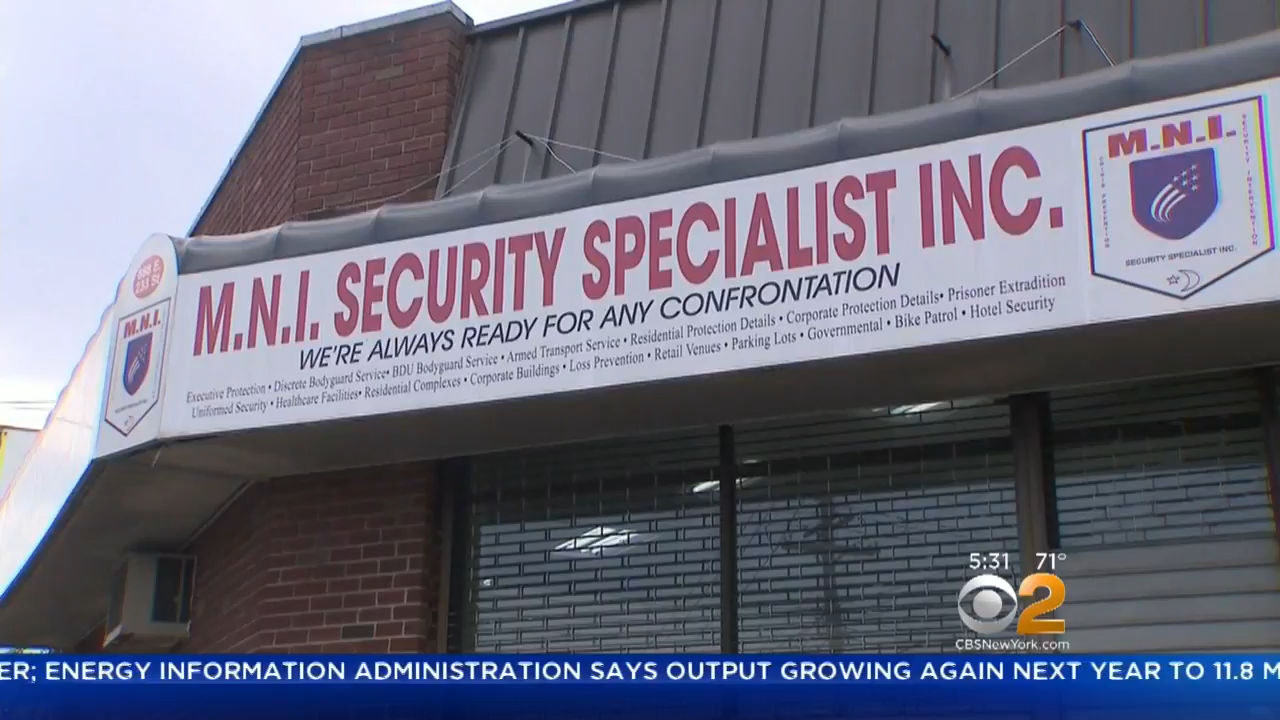 M.N.I. SECURITY SPECIALIST INC.
WE'RE ALWAYS READY FOR ANY CONFRONTATION
Executive Protection • Discrete Bodyguard Service• BDU Bodyguard Service • Armed Transport Service • Residential Protection Details • Corporate Protection Details• Prisoner Extradition
Uniformed Security • Healthcare Facilities• Residential Complexes • Corporate Buildings • Loss Prevention • Retail Venues • Parking Lots • Governmental • Bike Patrol • Hotel Security
M.N.I.
SECURITY SPECIALIST INC.
588 E.
233 St.
M.N.I.
5:31 71°
2
CBSNewYork.com
ER; ENERGY INFORMATION ADMINISTRATION SAYS OUTPUT GROWING AGAIN NEXT YEAR TO 11.8 M